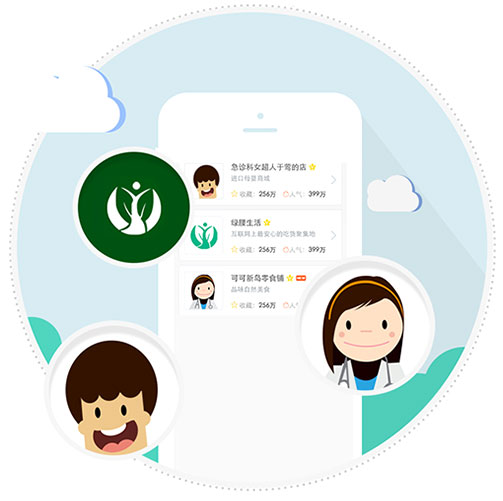 急诊科女超人于莺的店
进口母婴商城
收藏：256万 人气：399万
绿腰生活
互联网上最安心的吃货聚集地
收藏：256万 人气：399万
可可新岛零食铺
品味自然美食
收藏：256万 人气：399万